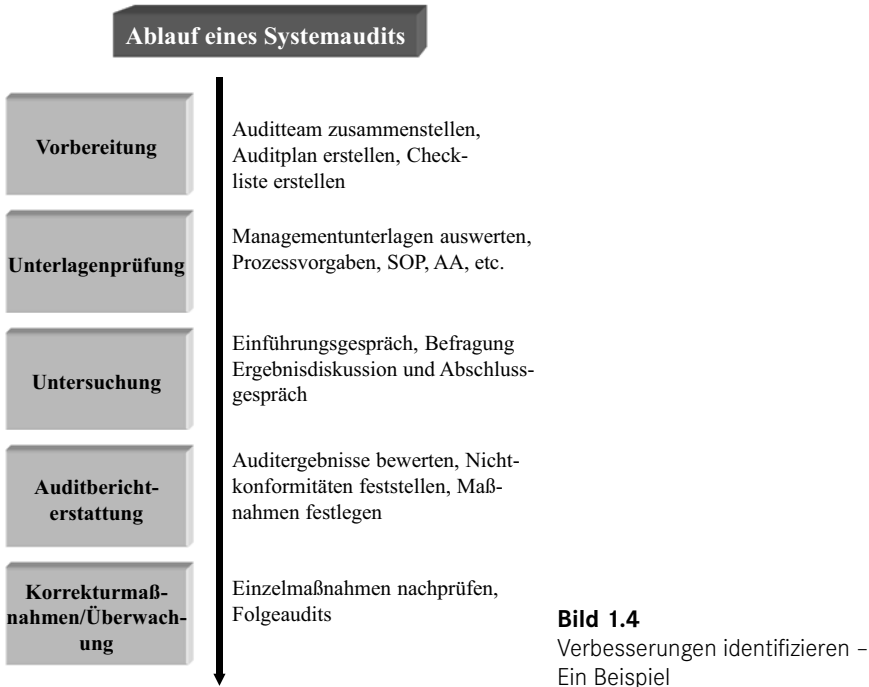 Ablauf eines Systemaudits
Vorbereitung
Auditteam zusammenstellen,
Auditplan erstellen, Check-
liste erstellen
Unterlagenprüfung
Managementunterlagen auswerten,
Prozessvorgaben, SOP, AA, etc.
Untersuchung
Einführungsgespräch, Befragung
Ergebnisdiskussion und Abschluss-
gespräch
Auditbericht-
erstattung
Auditergebnisse bewerten, Nicht-
konformitäten feststellen, Maß-
nahmen festlegen
Korrekturmaß-
nahmen/Überwach-
ung
Einzelmaßnahmen nachprüfen,
Folgeaudits
Bild 1.4
Verbesserungen identifizieren –
Ein Beispiel